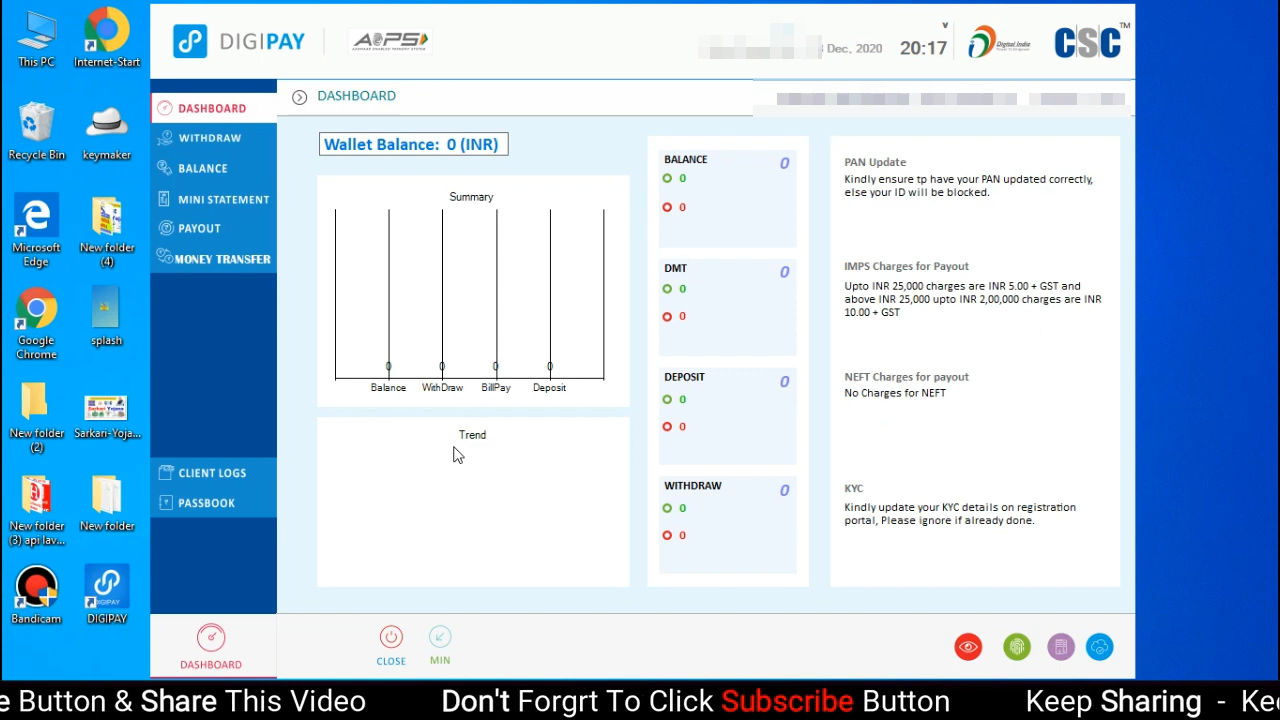 This PC
Internet-Start
Recycle Bin
keymaker
Microsoft
Edge
New folder
(4)
Google
Chrome
splash
New folder
(2)
Sarkari-Yoja...
New folder
(3) api lav...
New folder
Bandicam
DIGIPAY
DIGIPAY
AePS
AADHAAR ENABLED PAYMENT SYSTEM
Dec, 2020
v
20:17
Digital India
CSC TM
DASHBOARD
WITHDRAW
BALANCE
MINI STATEMENT
PAYOUT
MONEY TRANSFER
CLIENT LOGS
PASSBOOK
DASHBOARD
DASHBOARD
Wallet Balance: 0 (INR)
Summary
0 0 0 0
Balance WithDraw BillPay Deposit
Trend
BALANCE 0
0
0
DMT 0
0
0
DEPOSIT 0
0
0
WITHDRAW 0
0
0
PAN Update
Kindly ensure tp have your PAN updated correctly,
else your ID will be blocked.
IMPS Charges for Payout
Upto INR 25,000 charges are INR 5.00 + GST and
above INR 25,000 upto INR 2,00,000 charges are INR
10.00 + GST
NEFT Charges for payout
No Charges for NEFT
KYC
Kindly update your KYC details on registration
portal, Please ignore if already done.
CLOSE
MIN
e Button & Share This Video Don't Forgrt To Click Subscribe Button Keep Sharing - Ke